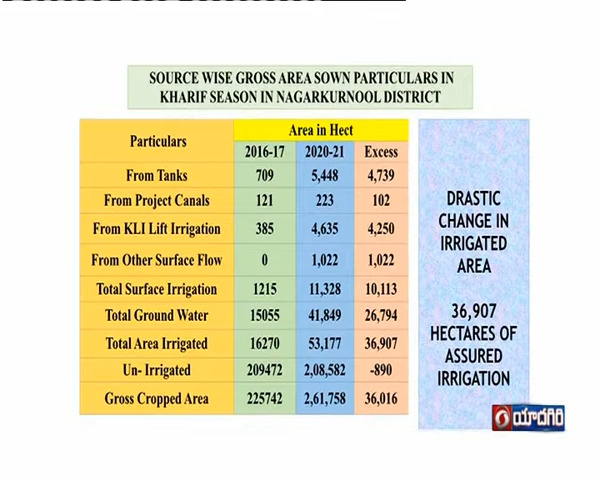 SOURCE WISE GROSS AREA SOWN PARTICULARS IN
KHARIF SEASON IN NAGARKURNOOL DISTRICT
Particulars Area in Hect
2016-17 2020-21 Excess
From Tanks 709 5,448 4,739
From Project Canals 121 223 102
From KLI Lift Irrigation 385 4,635 4,250
From Other Surface Flow 0 1,022 1,022
Total Surface Irrigation 1215 11,328 10,113
Total Ground Water 15055 41,849 26,794
Total Area Irrigated 16270 53,177 36,907
Un- Irrigated 209472 2,08,582 -890
Gross Cropped Area 225742 2,61,758 36,016
DRASTIC
CHANGE IN
IRRIGATED
AREA
36,907
HECTARES OF
ASSURED
IRRIGATION
యాదగిరి